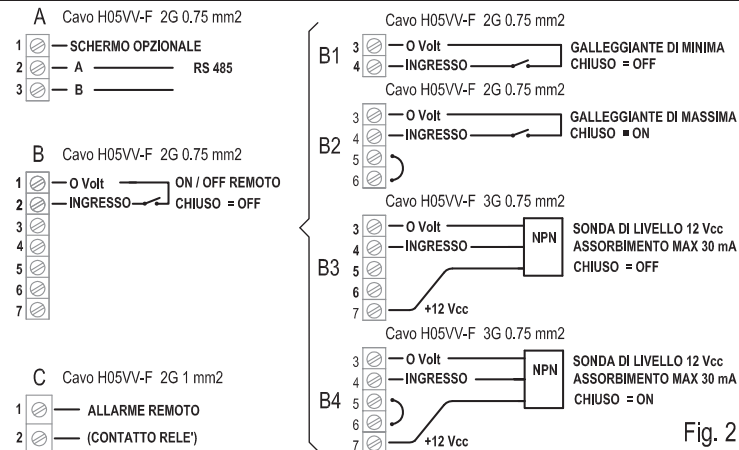 A Cavo H05VV-F 2G 0.75 mm2
1 SCHERMO OPZIONALE
2 A RS 485
3 B
B Cavo H05VV-F 2G 0.75 mm2
1 O Volt ON / OFF REMOTO
2 INGRESSO CHIUSO = OFF
3
4
5
6
7
C Cavo H05VV-F 2G 1 mm2
1 ALLARME REMOTO
2 (CONTATTO RELE')
B1 Cavo H05VV-F 2G 0.75 mm2
3 O Volt GALLEGGIANTE DI MINIMA
4 INGRESSO CHIUSO = OFF
B2 Cavo H05VV-F 2G 0.75 mm2
3 O Volt GALLEGGIANTE DI MASSIMA
4 INGRESSO CHIUSO = ON
5
6
B3 Cavo H05VV-F 3G 0.75 mm2
3 O Volt NPN SONDA DI LIVELLO 12 Vcc
4 INGRESSO ASSORBIMENTO MAX 30 mA
5 CHIUSO = OFF
6
7 +12 Vcc
B4 Cavo H05VV-F 3G 0.75 mm2
3 O Volt NPN SONDA DI LIVELLO 12 Vcc
4 INGRESSO ASSORBIMENTO MAX 30 mA
5 CHIUSO = ON
6
7 +12 Vcc
Fig. 2